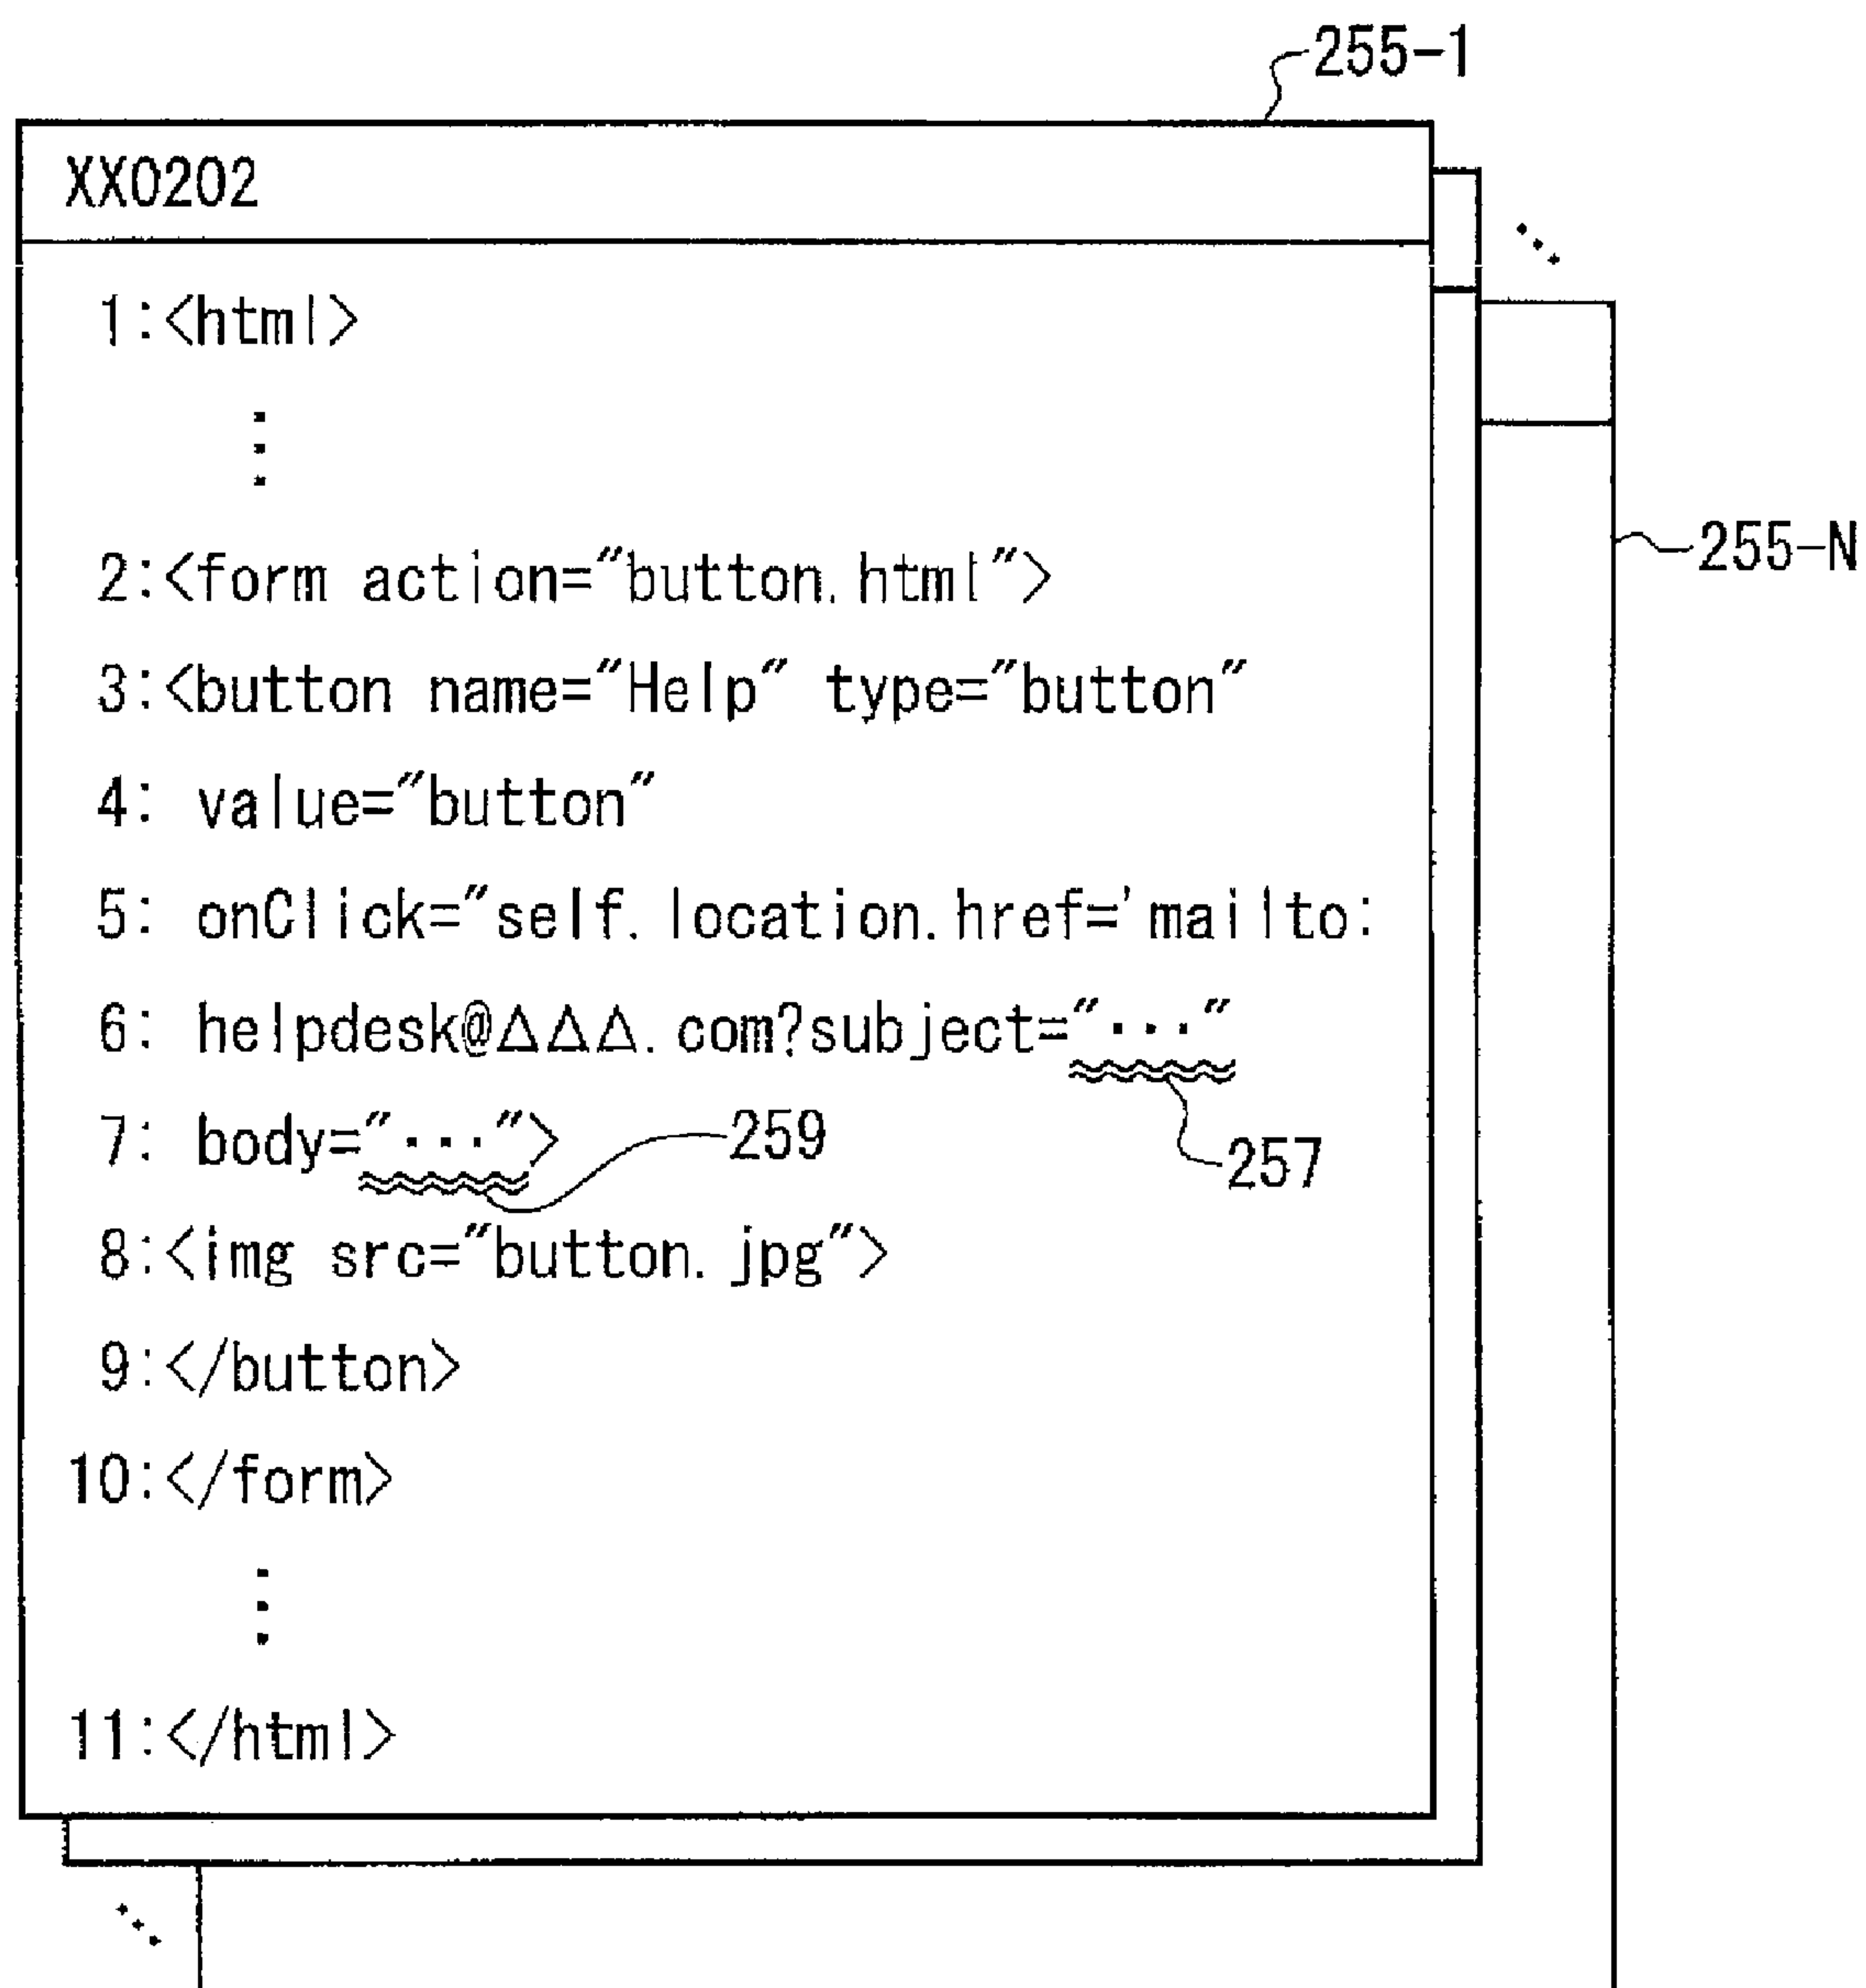 255-1
XX0202
1:<html>
⋮
2:<form action="button.html">
255-N
3:<button name="Help" type="button"
4: value="button"
5: onClick="self.location.href='mailto:
6: helpdesk@ΔΔΔ.com?subject="..."
7: body="...">
259
257
8:<img src="button.jpg">
9:</button>
10:</form>
⋮
11:</html>